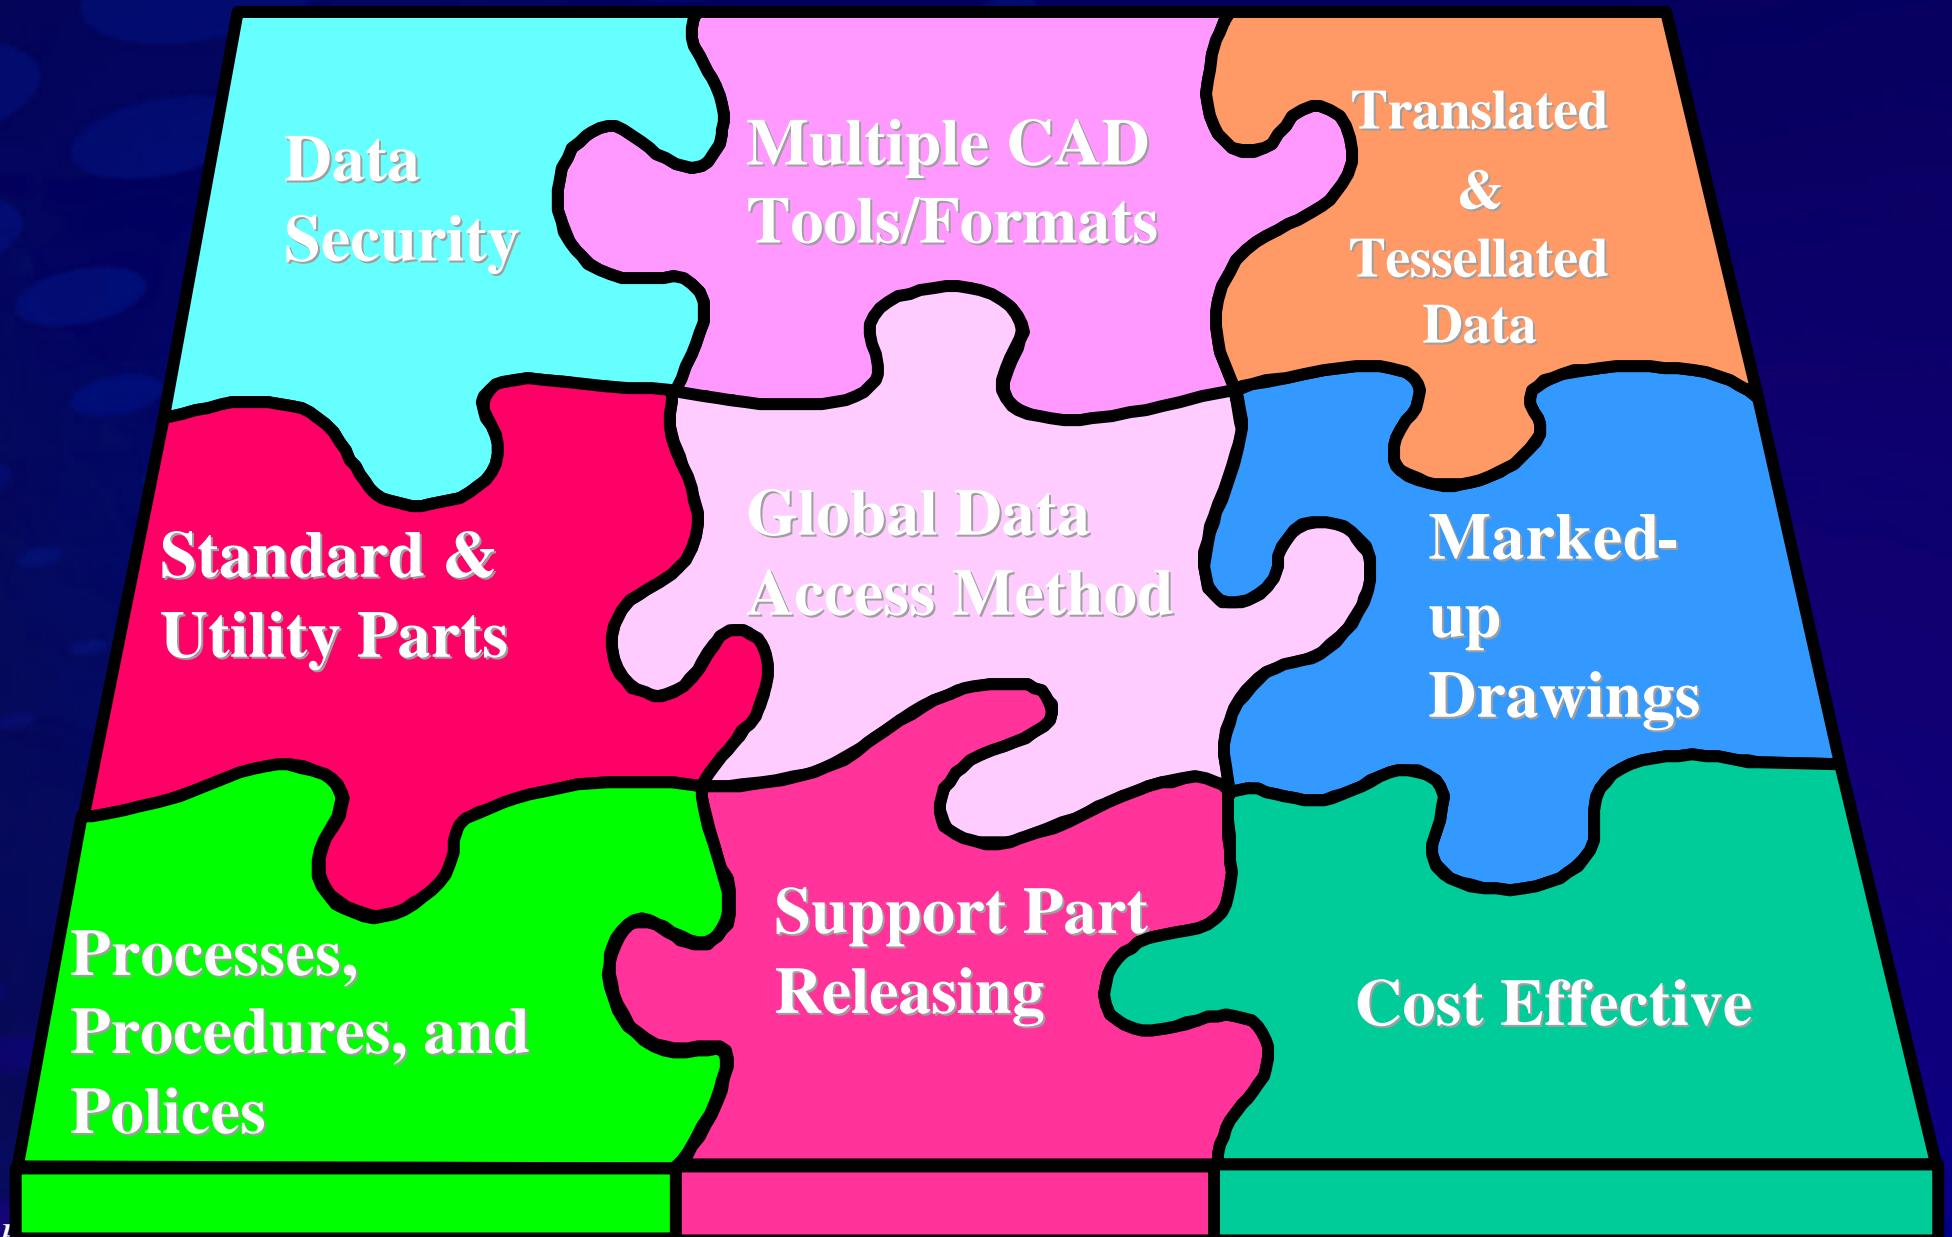 Data
Security
Multiple CAD
Tools/Formats
Translated
&
Tessellated
Data
Standard &
Utility Parts
Global Data
Access Method
Marked-
up
Drawings
Processes,
Procedures, and
Polices
Support Part
Releasing
Cost Effective